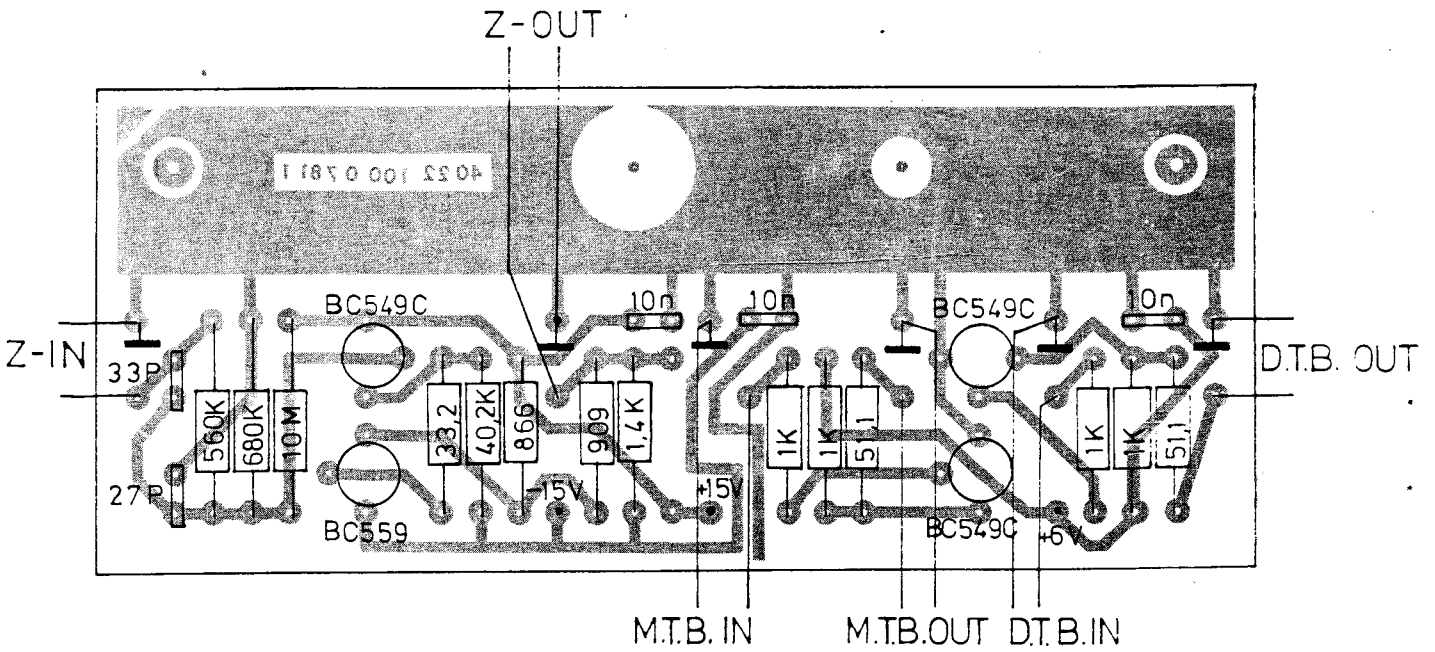 Z-OUT
4022 100 07811
BC549C
10n
10n
BC549C
10n
Z-IN
33P
D.T.B. OUT
560K
680K
10M
33,2
40,2K
866
909
1,4K
1K
1K
51,1
1K
1K
51,1
27P
-15V
+15V
BC559
BC549C
+6V
M.T.B. IN
M.T.B.OUT
D.T.B.IN